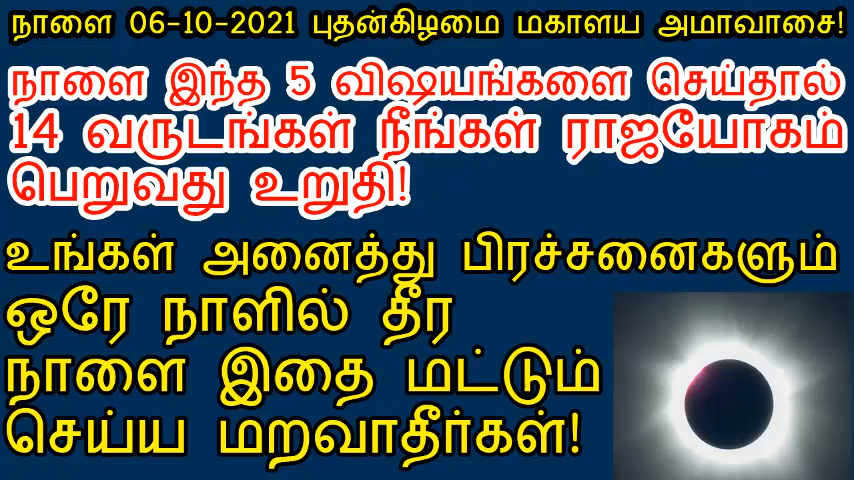 நாளை 06-10-2021 புதன்கிழமை மகாளய அமாவாசை!
நாளை இந்த 5 விஷயங்களை செய்தால்
14 வருடங்கள் நீங்கள் ராஜயோகம்
பெறுவது உறுதி!
உங்கள் அனைத்து பிரச்சனைகளும்
ஒரே நாளில் தீர
நாளை இதை மட்டும்
செய்ய மறவாதீர்கள்!